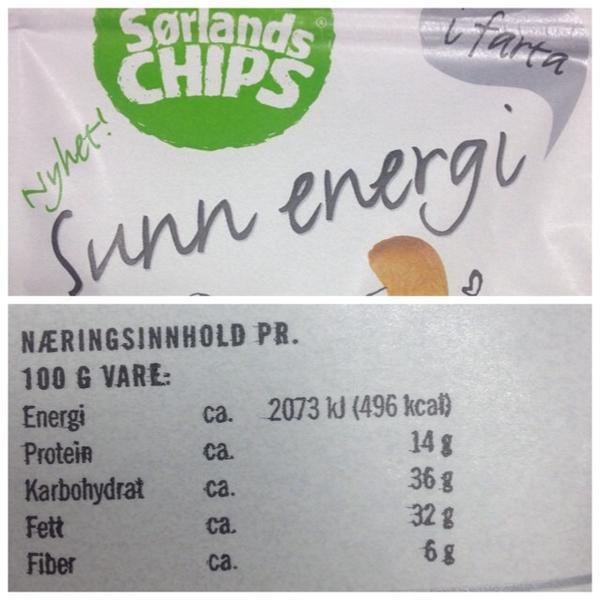 Sørlands®
CHIPS
i farta
Nyhet!
Sunn energi
NÆRINGSINNHOLD PR.
100 G VARE:
Energi ca. 2073 kJ (496 kcal)
Protein ca. 14 g
Karbohydrat ca. 36 g
Fett ca. 32 g
Fiber ca. 6 g